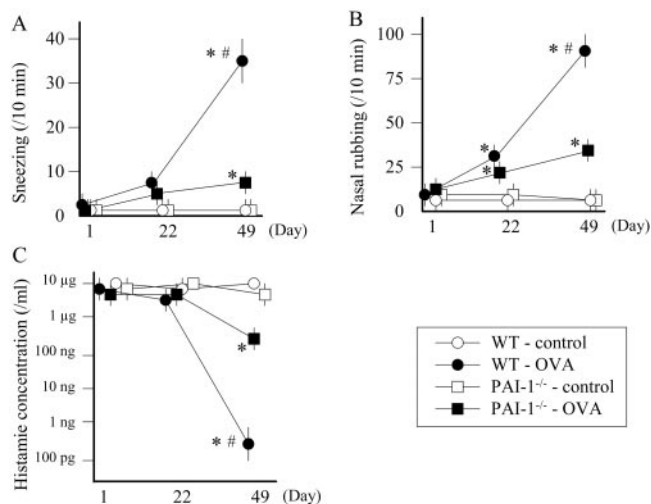 A
Sneezing (/10 min)
40
30
20
10
0
* #
*
1 22 49 (Day)
B
Nasal rubbing (/10 min)
100
75
50
25
0
* #
*
*
*
1 22 49 (Day)
C
Histamic concentration (/ml)
10 µg
1 µg
100 ng
10 ng
1 ng
100 pg
*
* #
1 22 49 (Day)
WT - control
WT - OVA
PAI-1⁻/⁻ - control
PAI-1⁻/⁻ - OVA